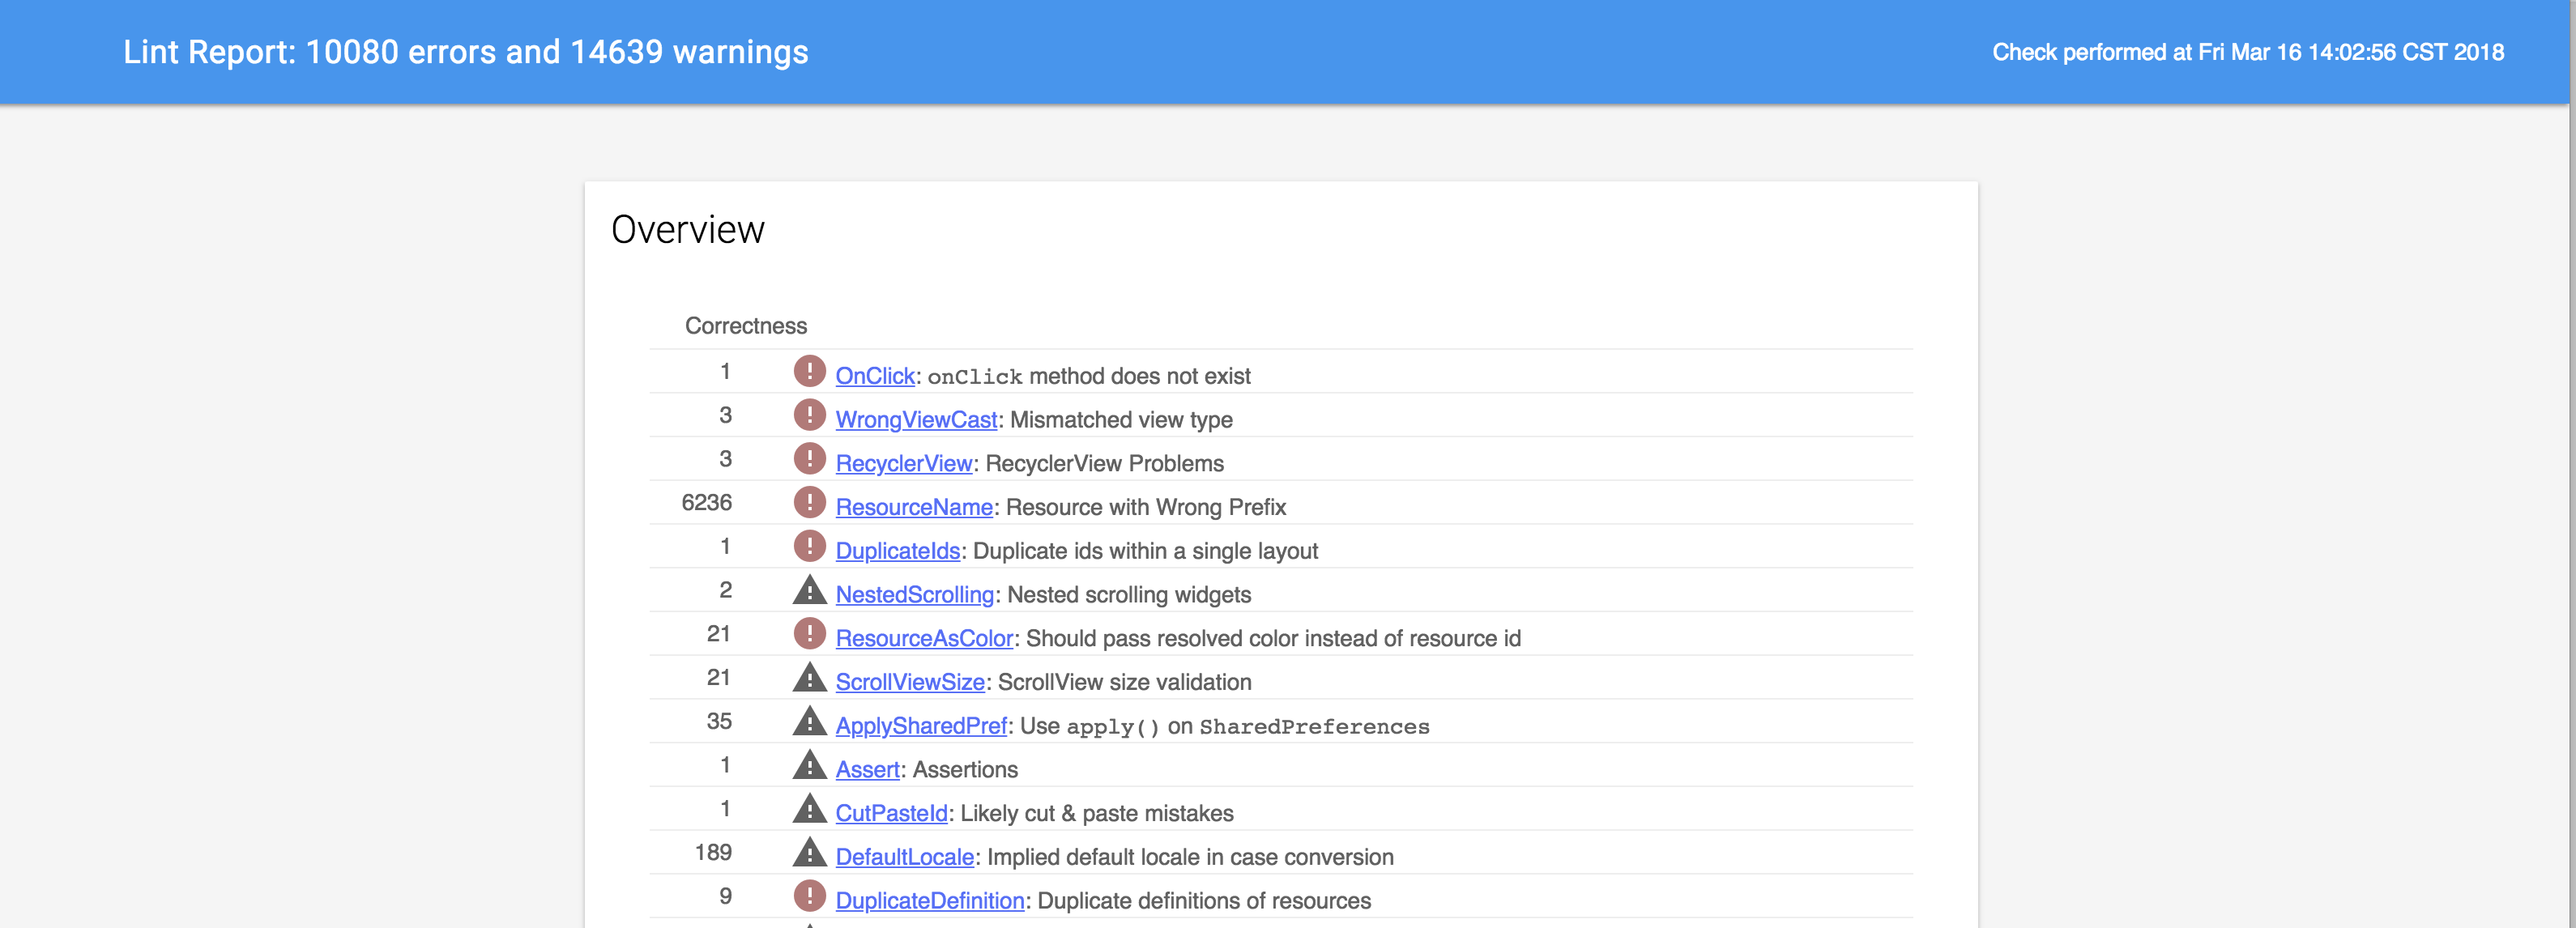 Lint Report: 10080 errors and 14639 warnings
Check performed at Fri Mar 16 14:02:56 CST 2018
Overview
Correctness
1 OnClick: onClick method does not exist
3 WrongViewCast: Mismatched view type
3 RecyclerView: RecyclerView Problems
6236 ResourceName: Resource with Wrong Prefix
1 DuplicateIds: Duplicate ids within a single layout
2 NestedScrolling: Nested scrolling widgets
21 ResourceAsColor: Should pass resolved color instead of resource id
21 ScrollViewSize: ScrollView size validation
35 ApplySharedPref: Use apply() on SharedPreferences
1 Assert: Assertions
1 CutPasteId: Likely cut & paste mistakes
189 DefaultLocale: Implied default locale in case conversion
9 DuplicateDefinition: Duplicate definitions of resources